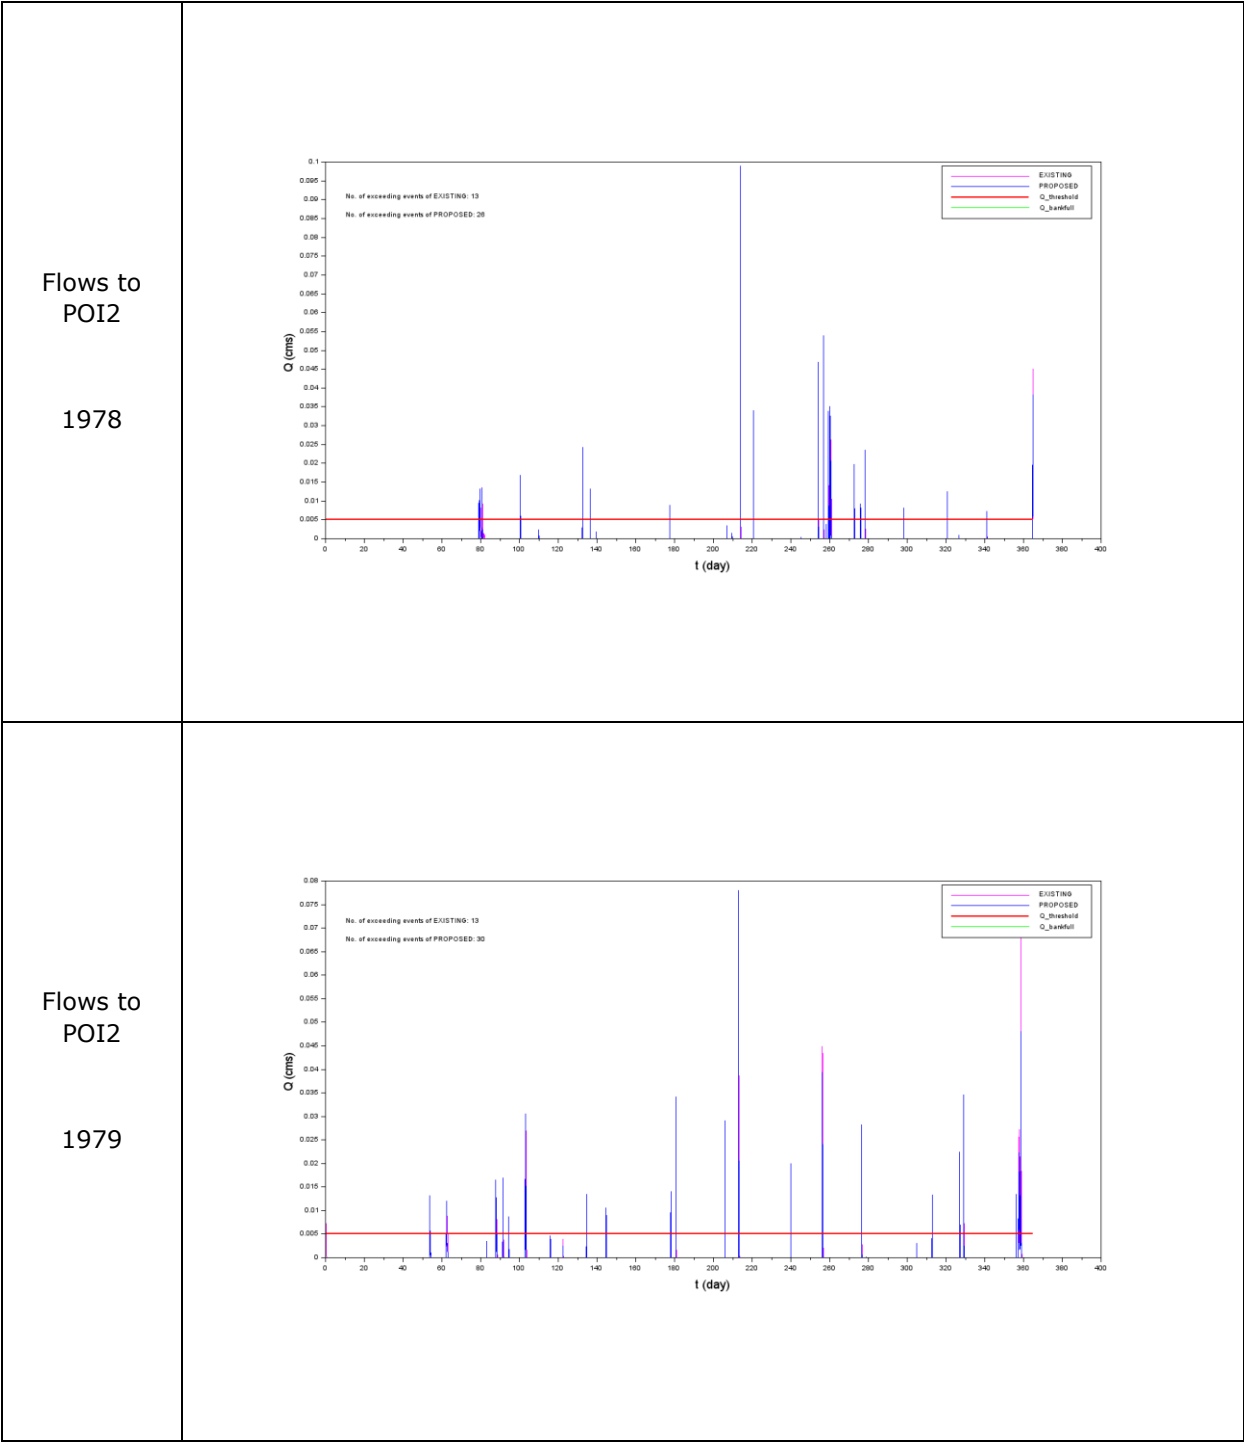 Flows to
POI2
1978
No. of exceeding events of EXISTING: 13
No. of exceeding events of PROPOSED: 26
EXISTING
PROPOSED
Q_threshold
Q_bankfull
Q (cms)
0.1
0.095
0.09
0.085
0.08
0.075
0.07
0.065
0.06
0.055
0.05
0.045
0.04
0.035
0.03
0.025
0.02
0.015
0.01
0.005
0
0 20 40 60 80 100 120 140 160 180 200 220 240 260 280 300 320 340 360 380 400
t (day)
Flows to
POI2
1979
No. of exceeding events of EXISTING: 13
No. of exceeding events of PROPOSED: 30
EXISTING
PROPOSED
Q_threshold
Q_bankfull
Q (cms)
0.08
0.075
0.07
0.065
0.06
0.055
0.05
0.045
0.04
0.035
0.03
0.025
0.02
0.015
0.01
0.005
0
0 20 40 60 80 100 120 140 160 180 200 220 240 260 280 300 320 340 360 380 400
t (day)